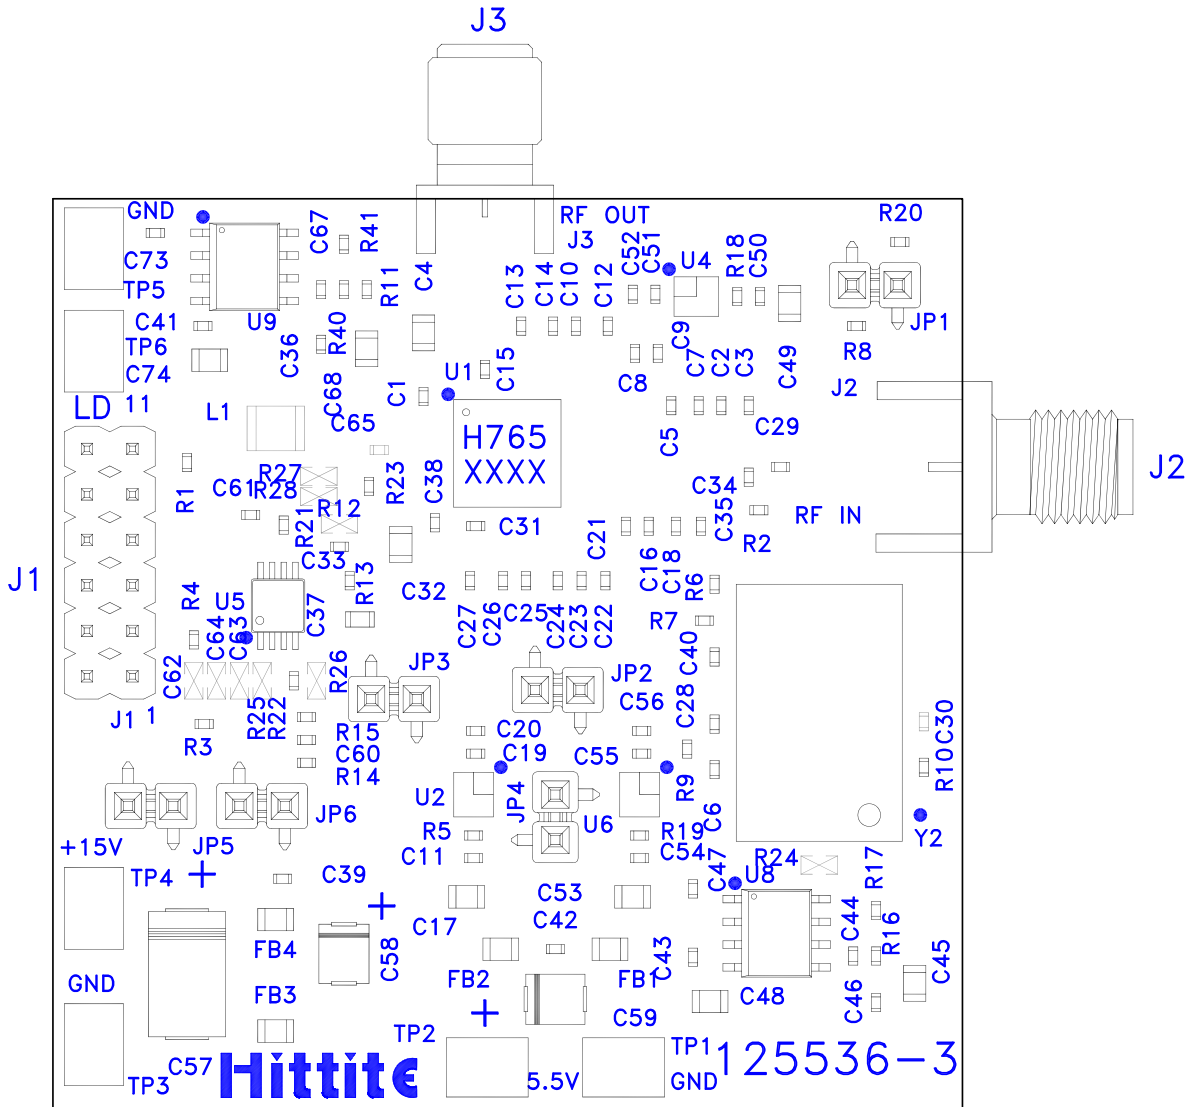 J3
GND
RF OUT
J3
R20
C67
R41
C73
TP5
U9
R11
C4
C13
C14
C10
C12
C52
C51
U4
R18
C50
JP1
R8
C41
TP6
C74
C36
R40
C68
C65
C1
U1
C15
C9
C8
C7
C2
C3
C49
J2
LD
11
L1
C5
C29
H765
XXXX
J2
R1
C61
R27
R28
R12
R21
R23
C38
C31
C21
C34
C35
RF IN
R2
C33
J1
R4
U5
C64
C63
C37
R13
C32
C27
C26
C25
C24
C23
C22
C16
C18
R6
R7
C40
C62
R26
JP3
JP2
C56
C28
C30
J1
1
R3
R25
R22
R15
C60
R14
C20
C19
C55
R10
R9
U2
JP4
U6
C6
Y2
JP6
JP5
+15V
R5
C11
R19
C54
C47
R24
U8
R17
TP4
+
C39
+
C17
C53
C42
C44
R16
C45
FB4
C58
C43
GND
FB3
FB2
+
FB1
C59
C48
C46
TP2
TP1
125536-3
TP3
C57
Hittite
5.5V
GND